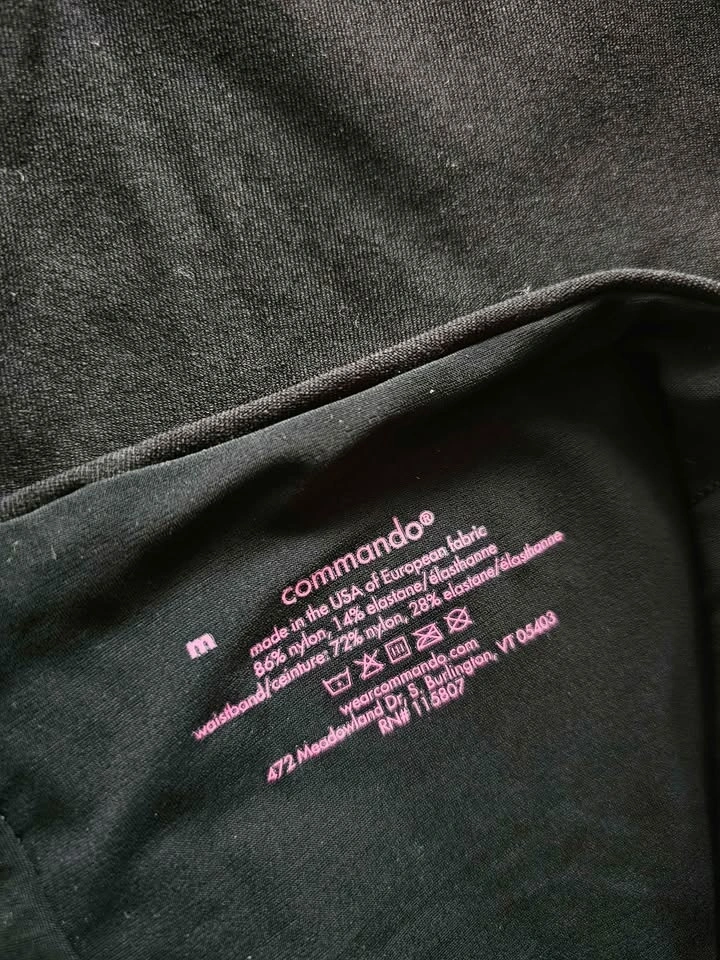 commando®
made in the USA of European fabric
86% nylon, 14% elastane/élasthanne
m
waistband/ceinture: 72% nylon, 28% elastane/élasthanne
wearcommando.com
472 Meadowland Dr, S. Burlington, VT 05403
RN# 115807